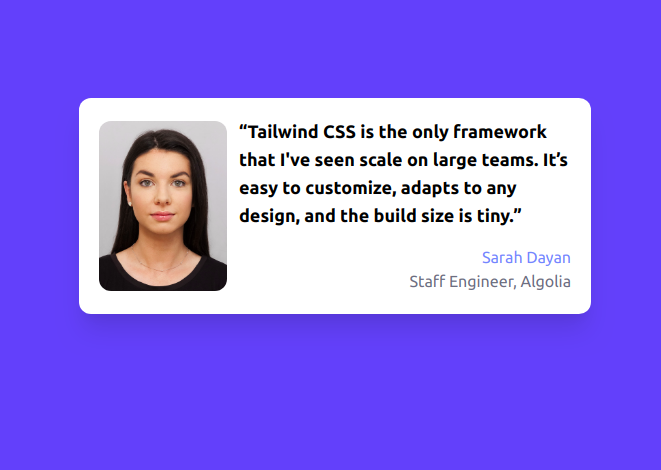 “Tailwind CSS is the only framework
that I've seen scale on large teams. It’s
easy to customize, adapts to any
design, and the build size is tiny.”
Sarah Dayan
Staff Engineer, Algolia